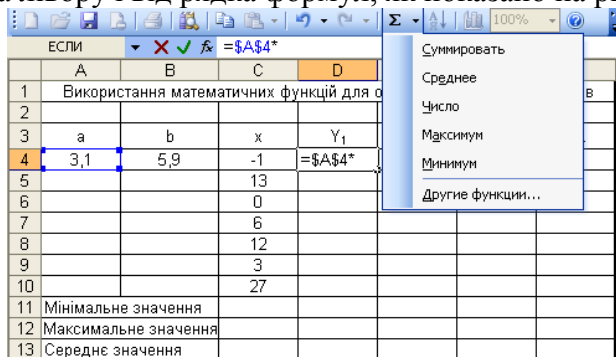 Σ 100%
ЕСЛИ =$A$4*
A B C D
1 Використання математичних функцій для о в
2
3 a b x Y₁
4 3,1 5,9 -1 =$A$4*
5 13
6 0
7 6
8 12
9 3
10 27
11 Мінімальне значення
12 Максимальне значення
13 Середнє значення
Суммировать
Среднее
Число
Максимум
Минимум
Другие функции...